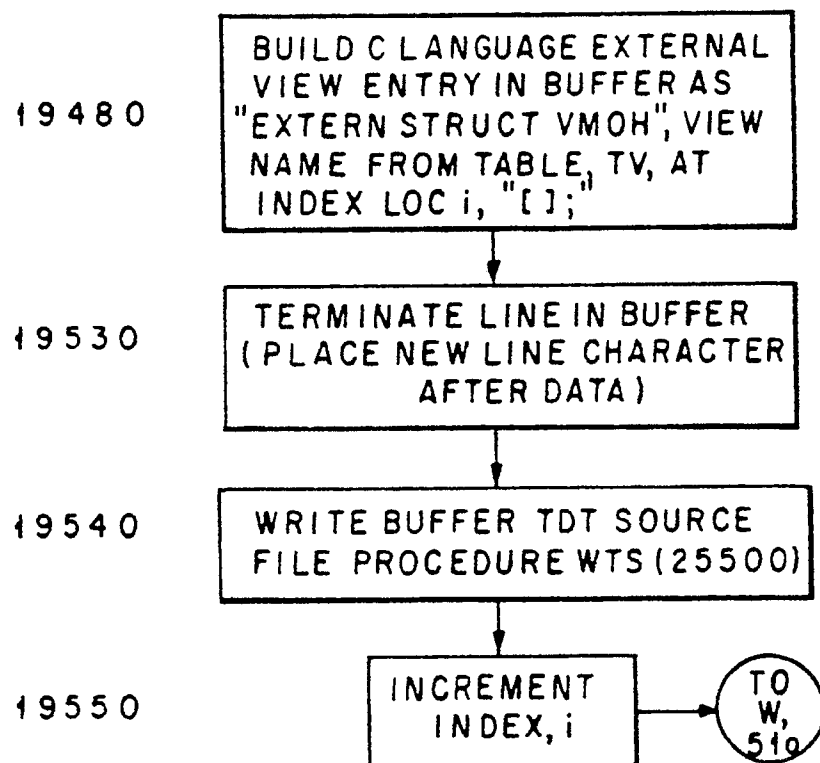 19480
BUILD C LANGUAGE EXTERNAL
VIEW ENTRY IN BUFFER AS
"EXTERN STRUCT VMOH", VIEW
NAME FROM TABLE, TV, AT
INDEX LOC i, "[ ];"
19530
TERMINATE LINE IN BUFFER
(PLACE NEW LINE CHARACTER
AFTER DATA)
19540
WRITE BUFFER TDT SOURCE
FILE PROCEDURE WTS (25500)
19550
INCREMENT
INDEX, i
TO
W,
51a